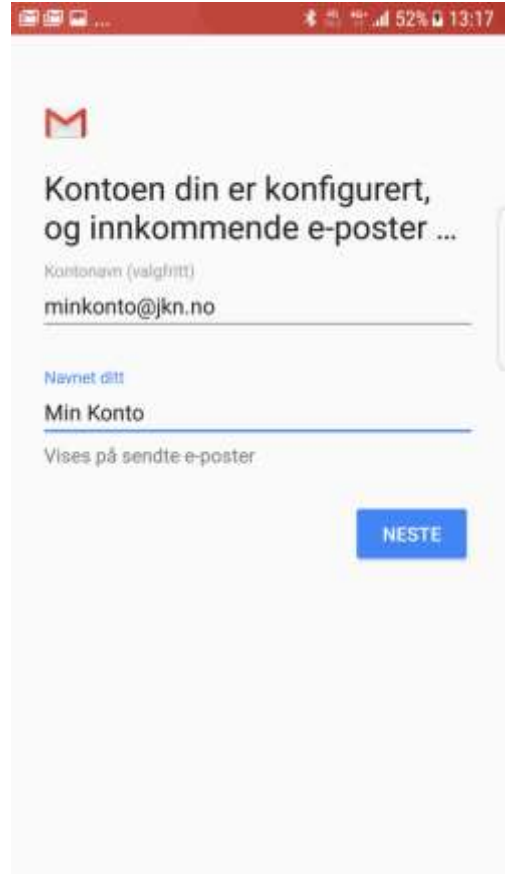 ... 52% 13:17
Kontoen din er konfigurert,
og innkommende e-poster ...
Kontonavn (valgfritt)
minkonto@jkn.no
Navnet ditt
Min Konto
Vises på sendte e-poster
NESTE